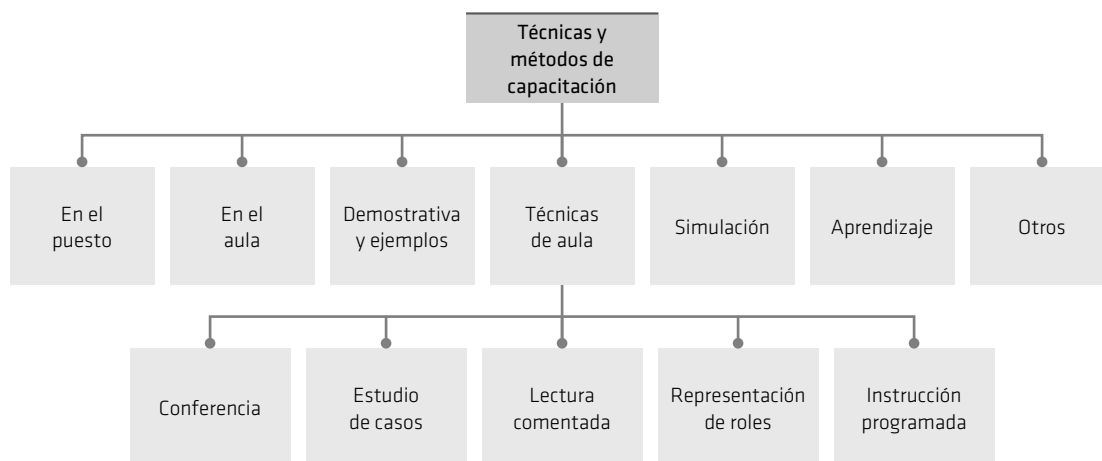 Técnicas y
métodos de
capacitación
En el
puesto
En el
aula
Demostrativa
y ejemplos
Técnicas
de aula
Simulación
Aprendizaje
Otros
Conferencia
Estudio
de casos
Lectura
comentada
Representación
de roles
Instrucción
programada